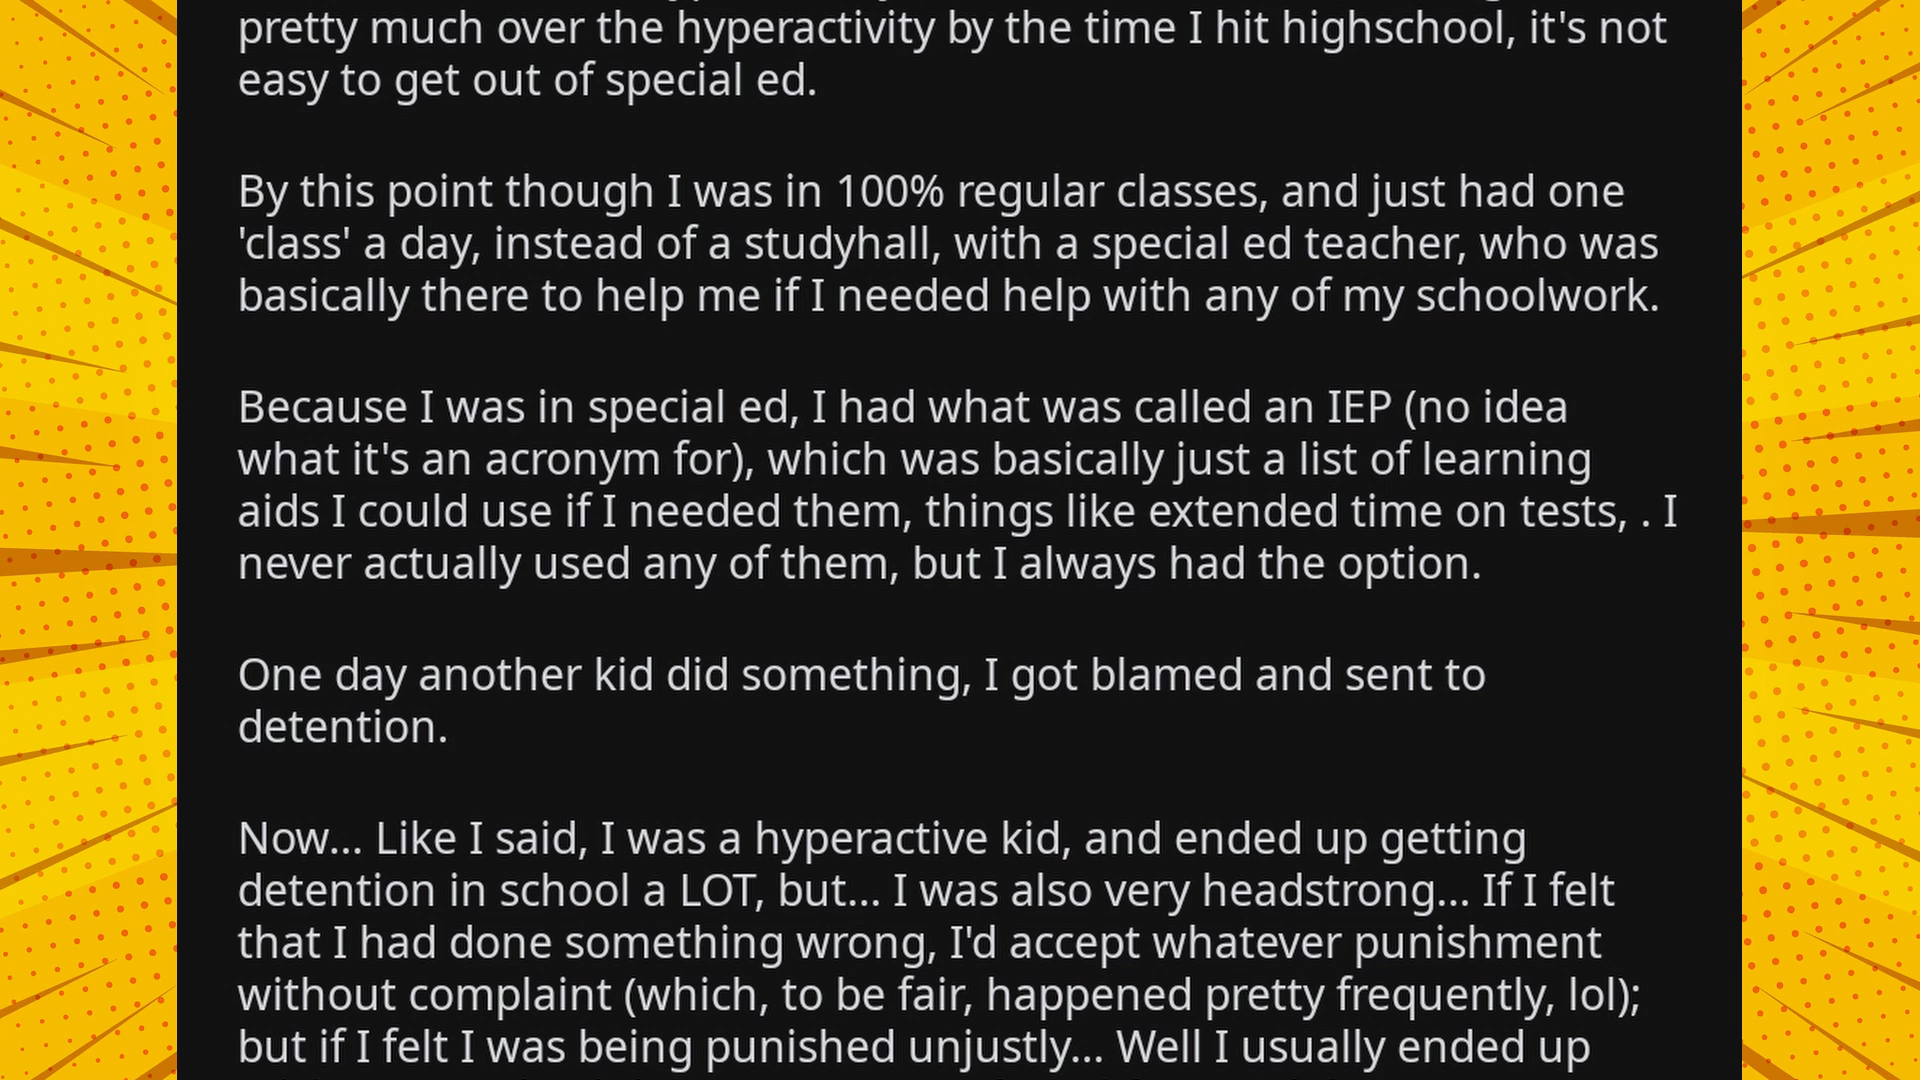 pretty much over the hyperactivity by the time I hit highschool, it's not
easy to get out of special ed.
By this point though I was in 100% regular classes, and just had one
'class' a day, instead of a studyhall, with a special ed teacher, who was
basically there to help me if I needed help with any of my schoolwork.
Because I was in special ed, I had what was called an IEP (no idea
what it's an acronym for), which was basically just a list of learning
aids I could use if I needed them, things like extended time on tests, . I
never actually used any of them, but I always had the option.
One day another kid did something, I got blamed and sent to
detention.
Now... Like I said, I was a hyperactive kid, and ended up getting
detention in school a LOT, but... I was also very headstrong... If I felt
that I had done something wrong, I'd accept whatever punishment
without complaint (which, to be fair, happened pretty frequently, lol);
but if I felt I was being punished unjustly... Well I usually ended up